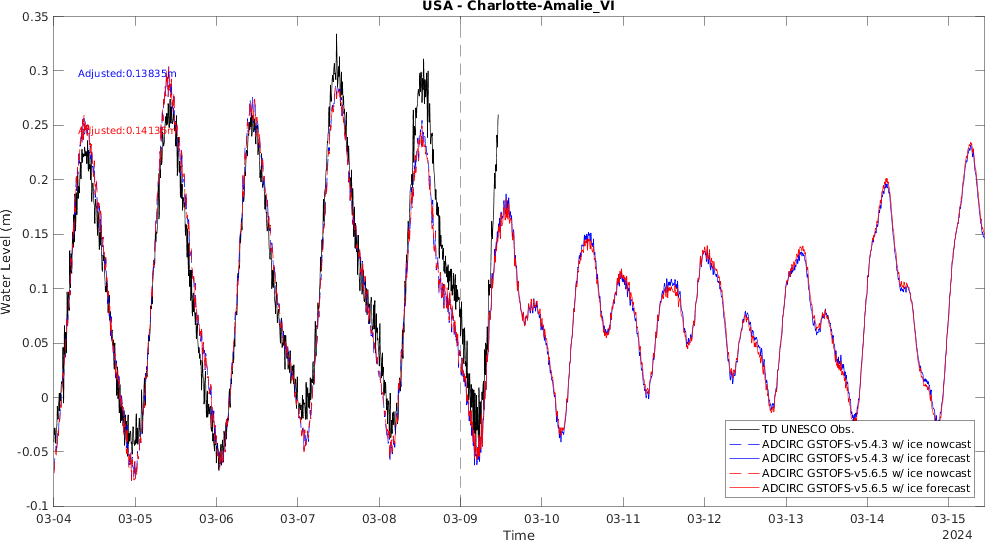 USA - Charlotte-Amalie_VI
0.35
0.3
0.25
0.2
0.15
0.1
0.05
0
-0.05
-0.1
Water Level (m)
Adjusted:0.13835m
Adjusted:0.14135m
TD UNESCO Obs.
ADCIRC GSTOFS-v5.4.3 w/ ice nowcast
ADCIRC GSTOFS-v5.4.3 w/ ice forecast
ADCIRC GSTOFS-v5.6.5 w/ ice nowcast
ADCIRC GSTOFS-v5.6.5 w/ ice forecast
03-04 03-05 03-06 03-07 03-08 03-09 03-10 03-11 03-12 03-13 03-14 03-15
Time
2024